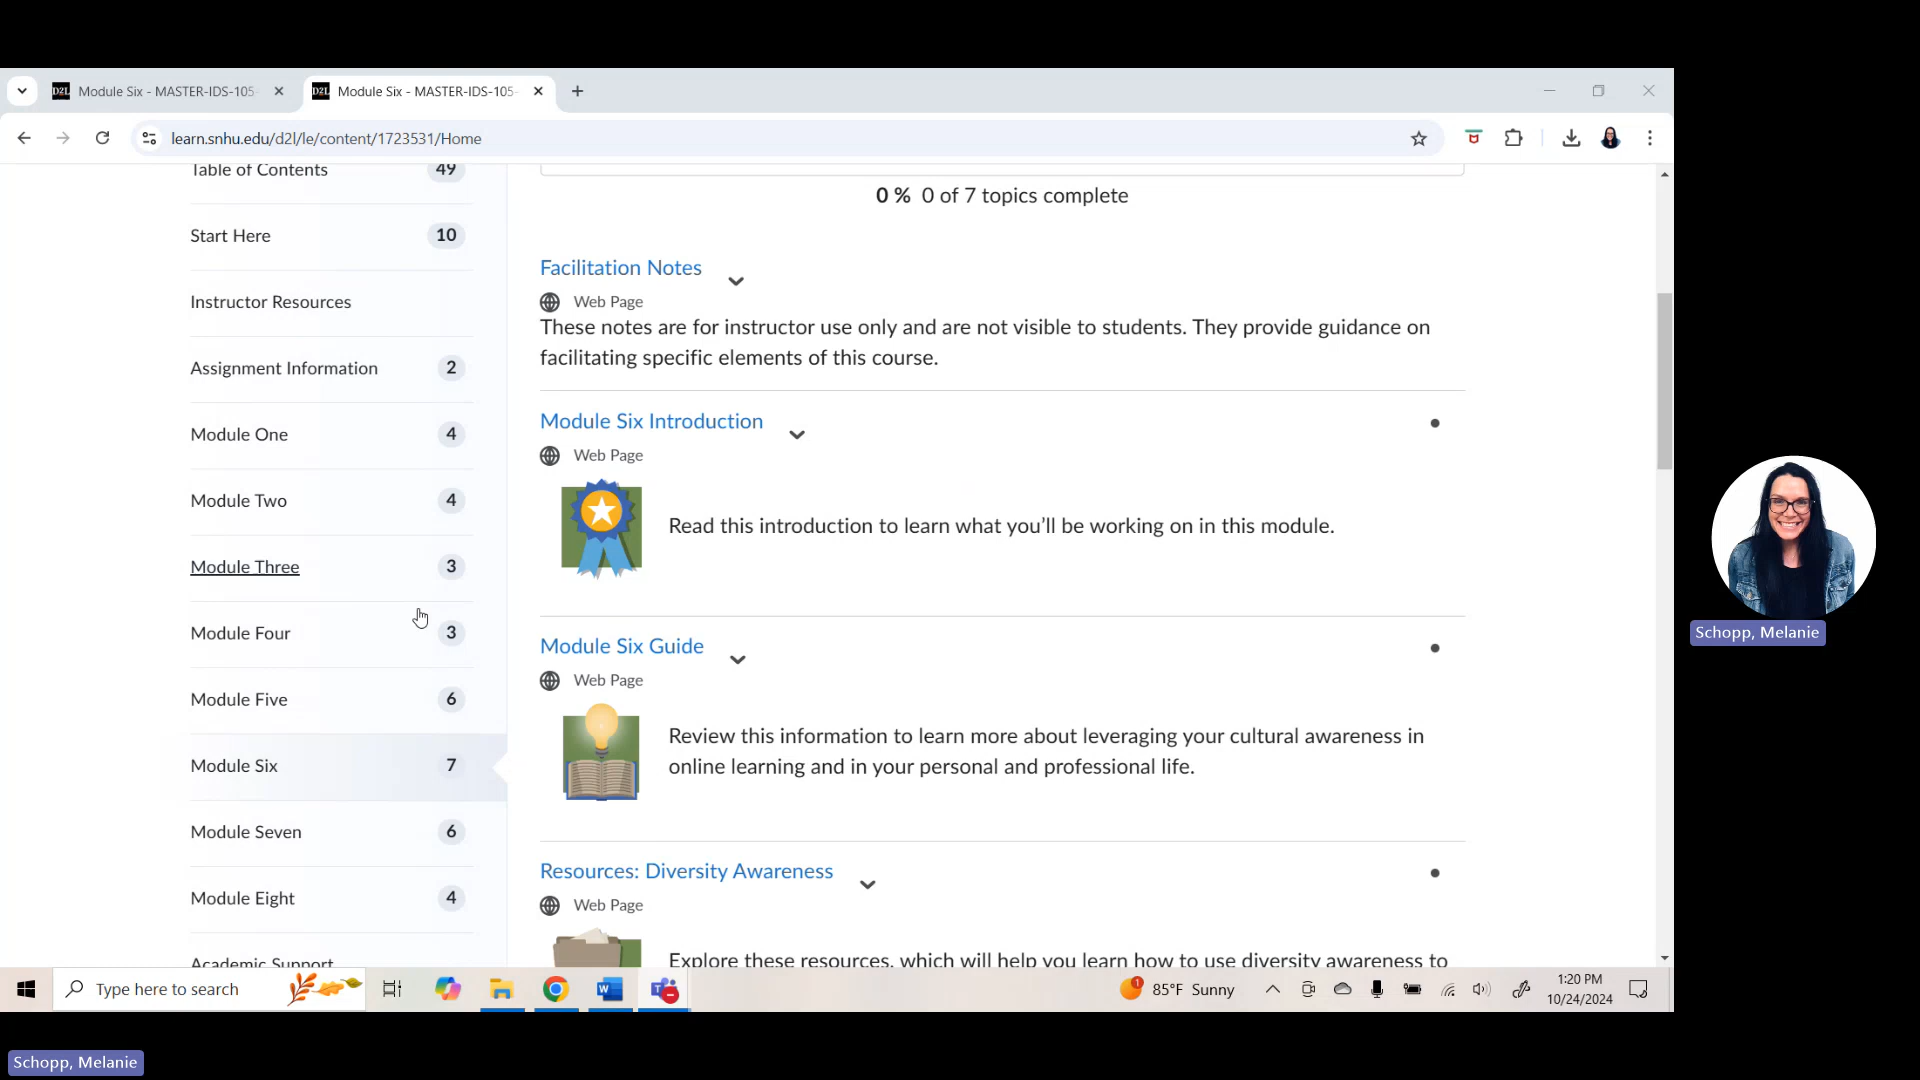 Module Six - MASTER-IDS-105-
Module Six - MASTER-IDS-105-
learn.snhu.edu/d2l/le/content/1723531/Home
Table of Contents 49
Start Here 10
Instructor Resources
Assignment Information 2
Module One 4
Module Two 4
Module Three 3
Module Four 3
Module Five 6
Module Six 7
Module Seven 6
Module Eight 4
Academic Support
0 % 0 of 7 topics complete
Facilitation Notes
Web Page
These notes are for instructor use only and are not visible to students. They provide guidance on
facilitating specific elements of this course.
Module Six Introduction
Web Page
Read this introduction to learn what you’ll be working on in this module.
Module Six Guide
Web Page
Review this information to learn more about leveraging your cultural awareness in
online learning and in your personal and professional life.
Resources: Diversity Awareness
Web Page
Explore these resources, which will help you learn how to use diversity awareness to
Schopp, Melanie
Type here to search
1
85°F Sunny
1:20 PM
10/24/2024
Schopp, Melanie